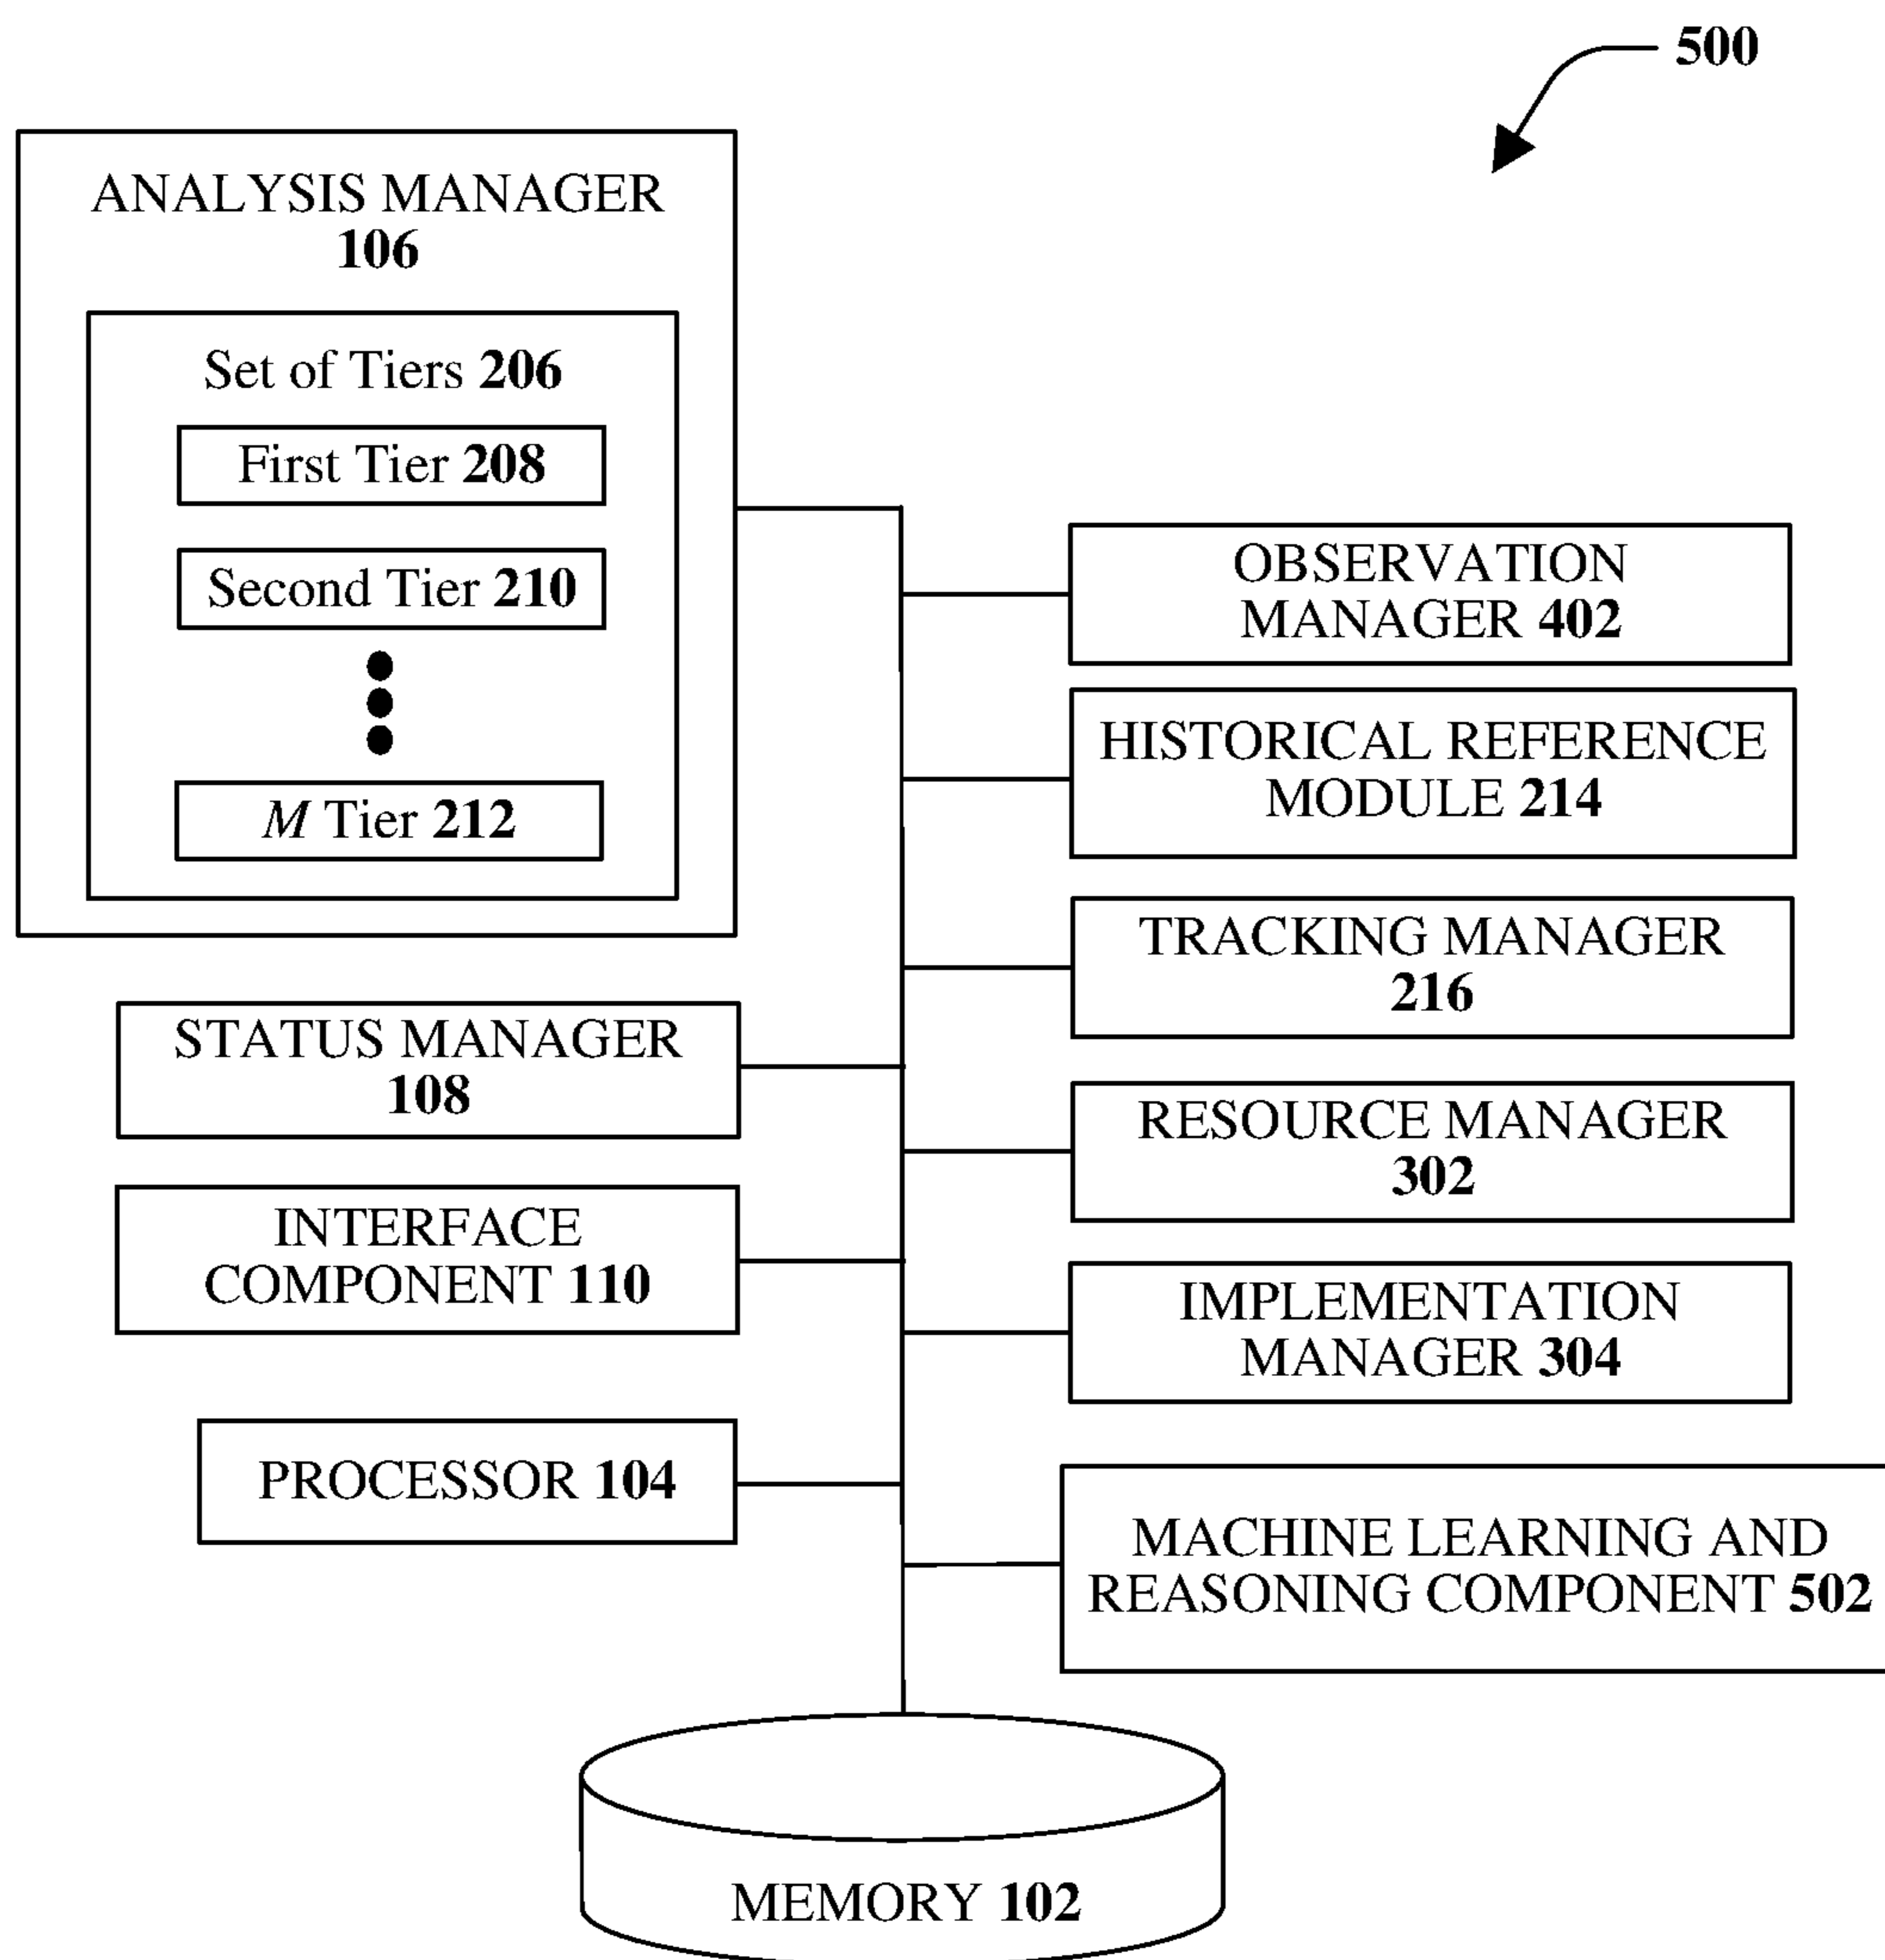 500
ANALYSIS MANAGER
106
Set of Tiers 206
First Tier 208
Second Tier 210
M Tier 212
STATUS MANAGER
108
INTERFACE
COMPONENT 110
PROCESSOR 104
OBSERVATION
MANAGER 402
HISTORICAL REFERENCE
MODULE 214
TRACKING MANAGER
216
RESOURCE MANAGER
302
IMPLEMENTATION
MANAGER 304
MACHINE LEARNING AND
REASONING COMPONENT 502
MEMORY 102